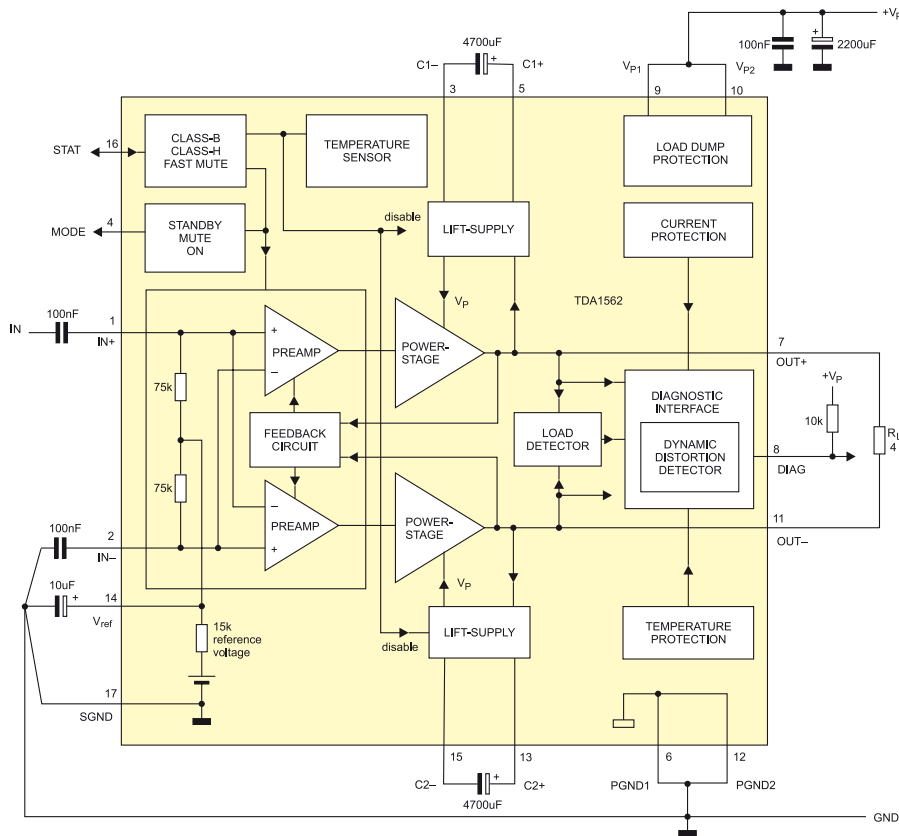 +VP
4700uF
+
C1–
C1+
100nF
+
2200uF
VP1
VP2
3
5
9
10
STAT
16
CLASS-B
CLASS-H
FAST MUTE
TEMPERATURE
SENSOR
LOAD DUMP
PROTECTION
MODE
4
STANDBY
MUTE
ON
disable
LIFT-SUPPLY
CURRENT
PROTECTION
VP
TDA1562
IN
100nF
1
IN+
+
PREAMP
–
POWER-
STAGE
7
OUT+
75k
FEEDBACK
CIRCUIT
LOAD
DETECTOR
DIAGNOSTIC
INTERFACE
DYNAMIC
DISTORTION
DETECTOR
+VP
10k
8
DIAG
RL
4
75k
–
PREAMP
+
POWER-
STAGE
11
OUT–
100nF
2
IN–
10uF
+
14
Vref
VP
15k
reference
voltage
disable
LIFT-SUPPLY
TEMPERATURE
PROTECTION
17
SGND
15
13
6
12
C2–
+
C2+
4700uF
PGND1
PGND2
GND